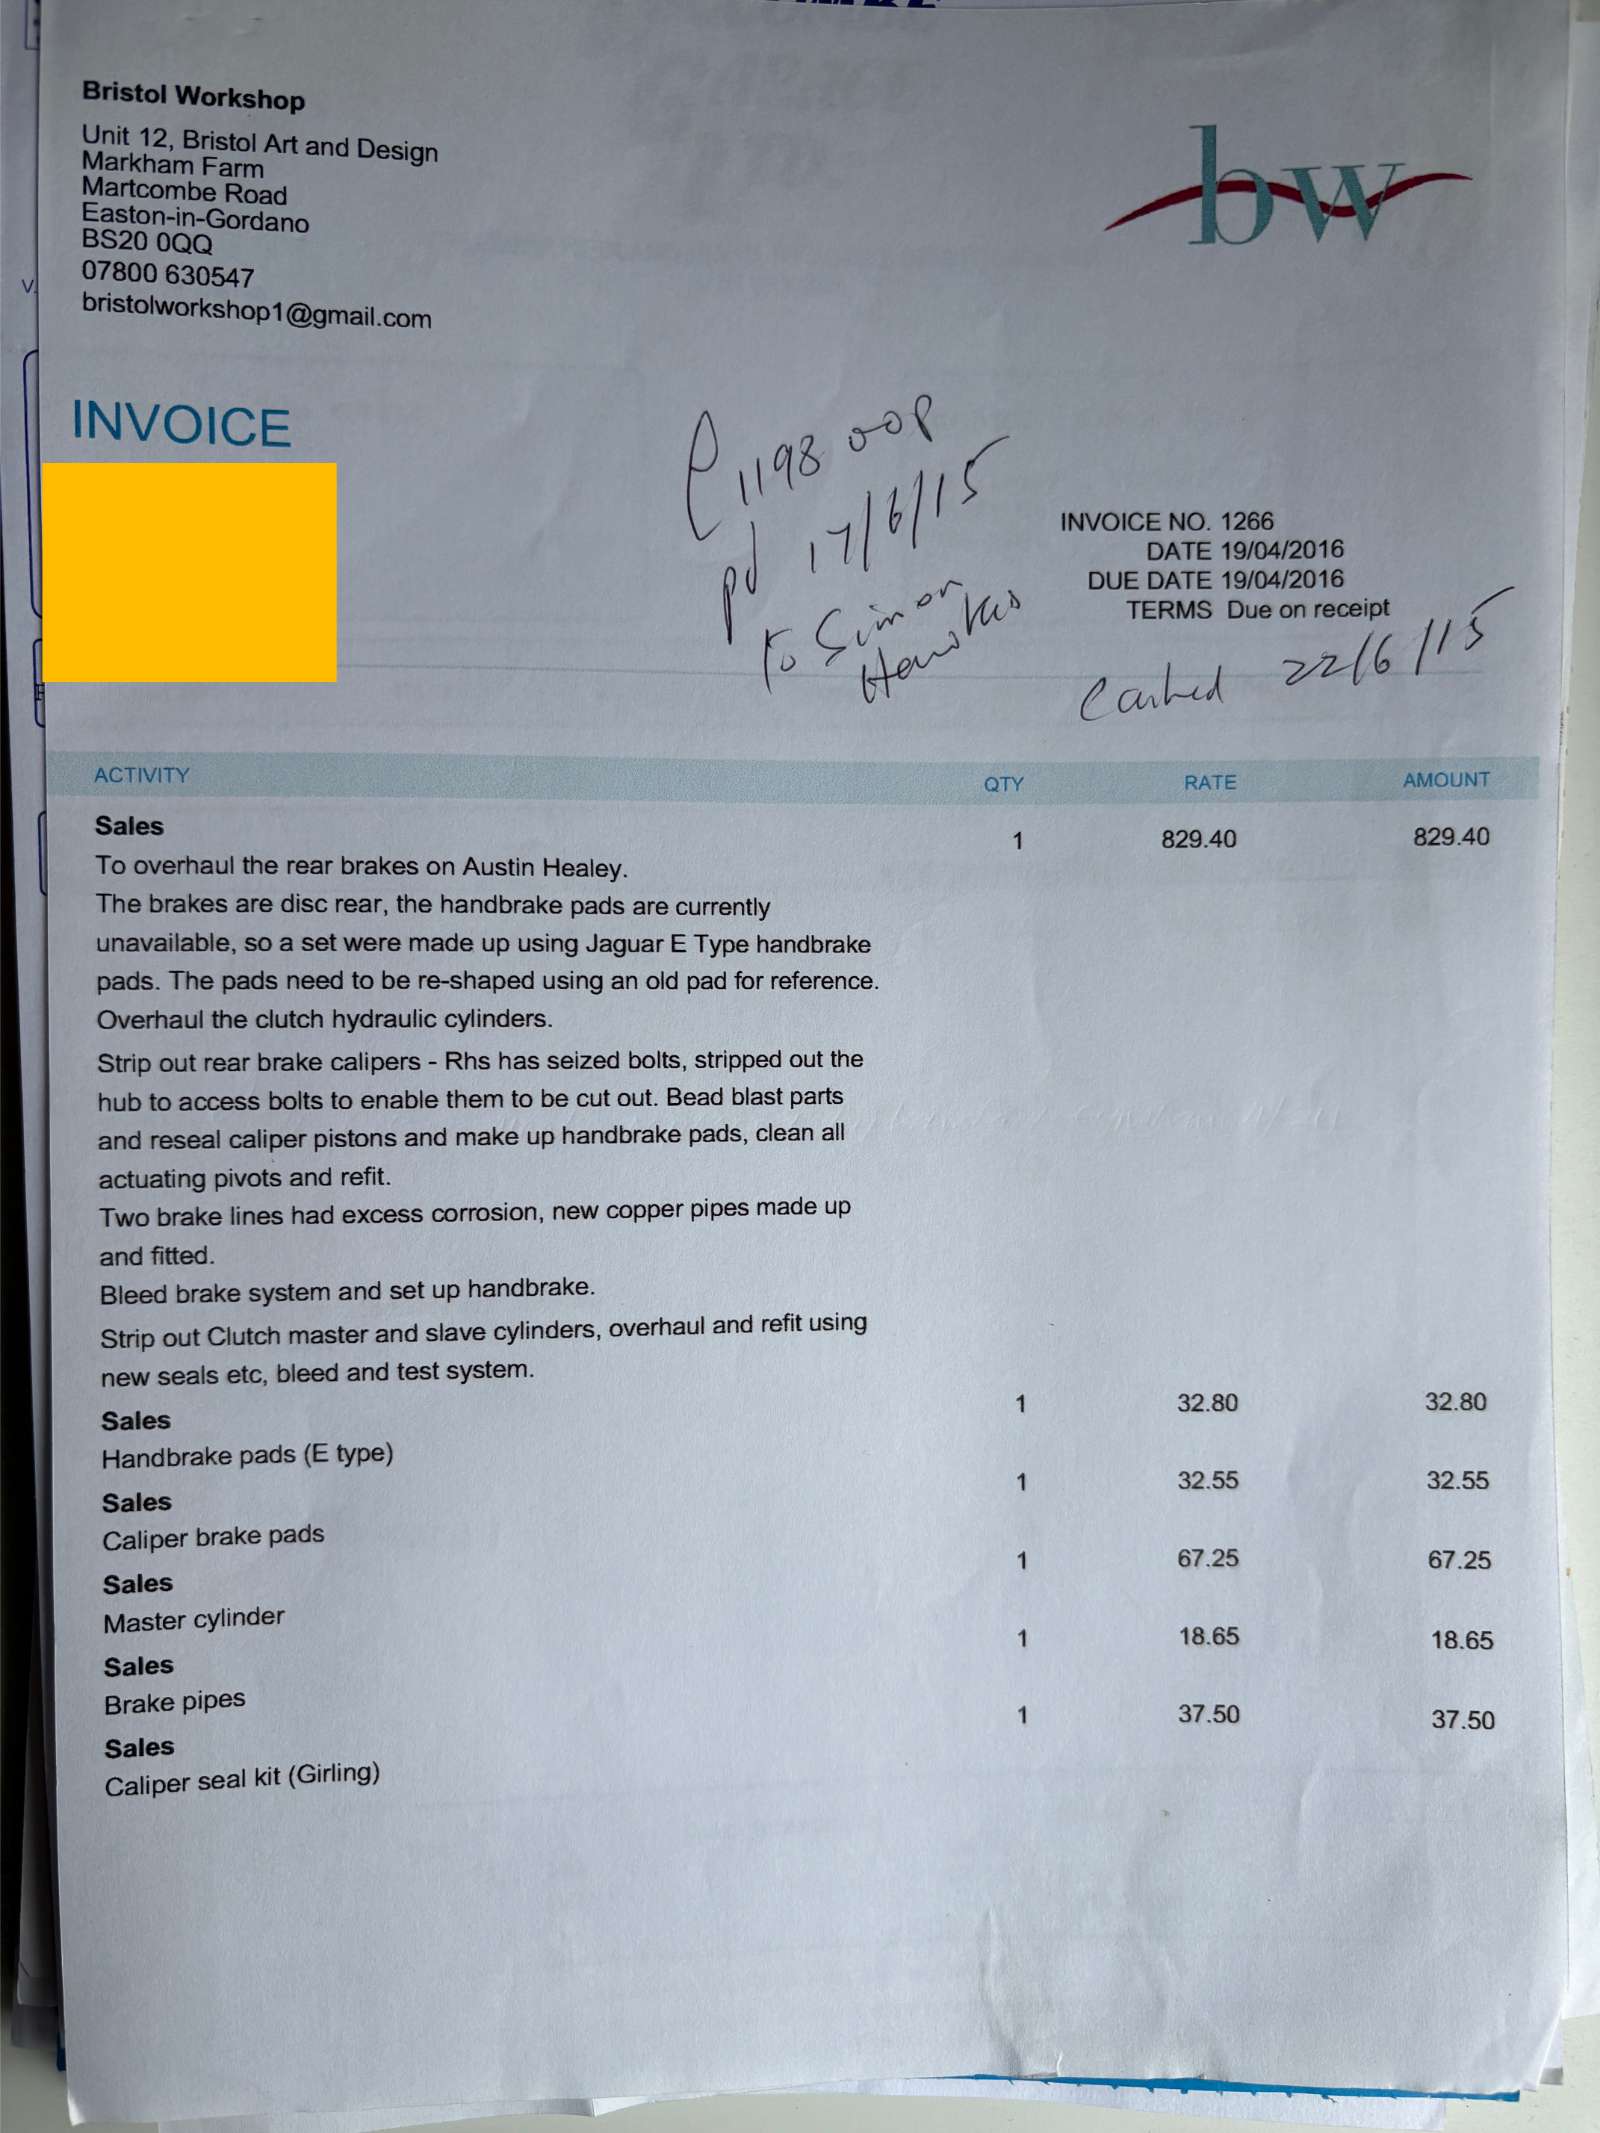 Bristol Workshop
Unit 12, Bristol Art and Design
Markham Farm
Martcombe Road
Easton-in-Gordano
BS20 0QQ
07800 630547
bristolworkshop1@gmail.com
bw
INVOICE
£1198 00p
pd 17/6/15
to Simon
Hawkes
INVOICE NO. 1266
DATE 19/04/2016
DUE DATE 19/04/2016
TERMS Due on receipt
Cashed 22/6/15
ACTIVITY QTY RATE AMOUNT
Sales 1 829.40 829.40
To overhaul the rear brakes on Austin Healey.
The brakes are disc rear, the handbrake pads are currently
unavailable, so a set were made up using Jaguar E Type handbrake
pads. The pads need to be re-shaped using an old pad for reference.
Overhaul the clutch hydraulic cylinders.
Strip out rear brake calipers - Rhs has seized bolts, stripped out the
hub to access bolts to enable them to be cut out. Bead blast parts
and reseal caliper pistons and make up handbrake pads, clean all
actuating pivots and refit.
Two brake lines had excess corrosion, new copper pipes made up
and fitted.
Bleed brake system and set up handbrake.
Strip out Clutch master and slave cylinders, overhaul and refit using
new seals etc, bleed and test system.
Sales 1 32.80 32.80
Handbrake pads (E type)
Sales 1 32.55 32.55
Caliper brake pads
Sales 1 67.25 67.25
Master cylinder
Sales 1 18.65 18.65
Brake pipes
Sales 1 37.50 37.50
Caliper seal kit (Girling)